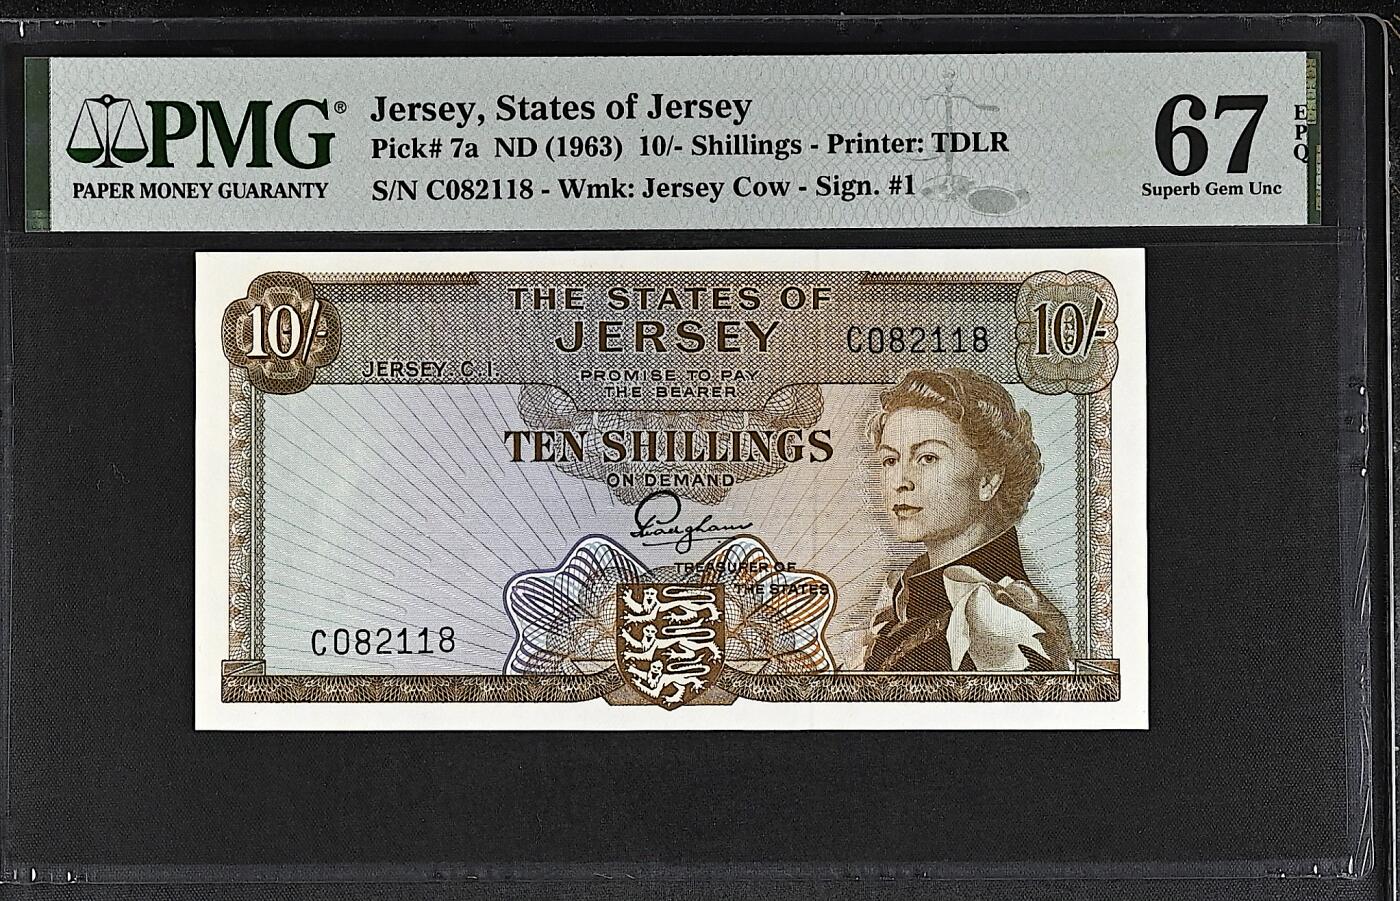 PMG®
PAPER MONEY GUARANTY
Jersey, States of Jersey
Pick# 7a ND (1963) 10/- Shillings - Printer: TDLR
S/N C082118 - Wmk: Jersey Cow - Sign. #1
67
EPQ
Superb Gem Unc
10/-
THE STATES OF
JERSEY
C082118
10/-
JERSEY. C. I.
PROMISE TO PAY
THE BEARER
TEN SHILLINGS
ON DEMAND
TREASURER OF
THE STATES
C082118